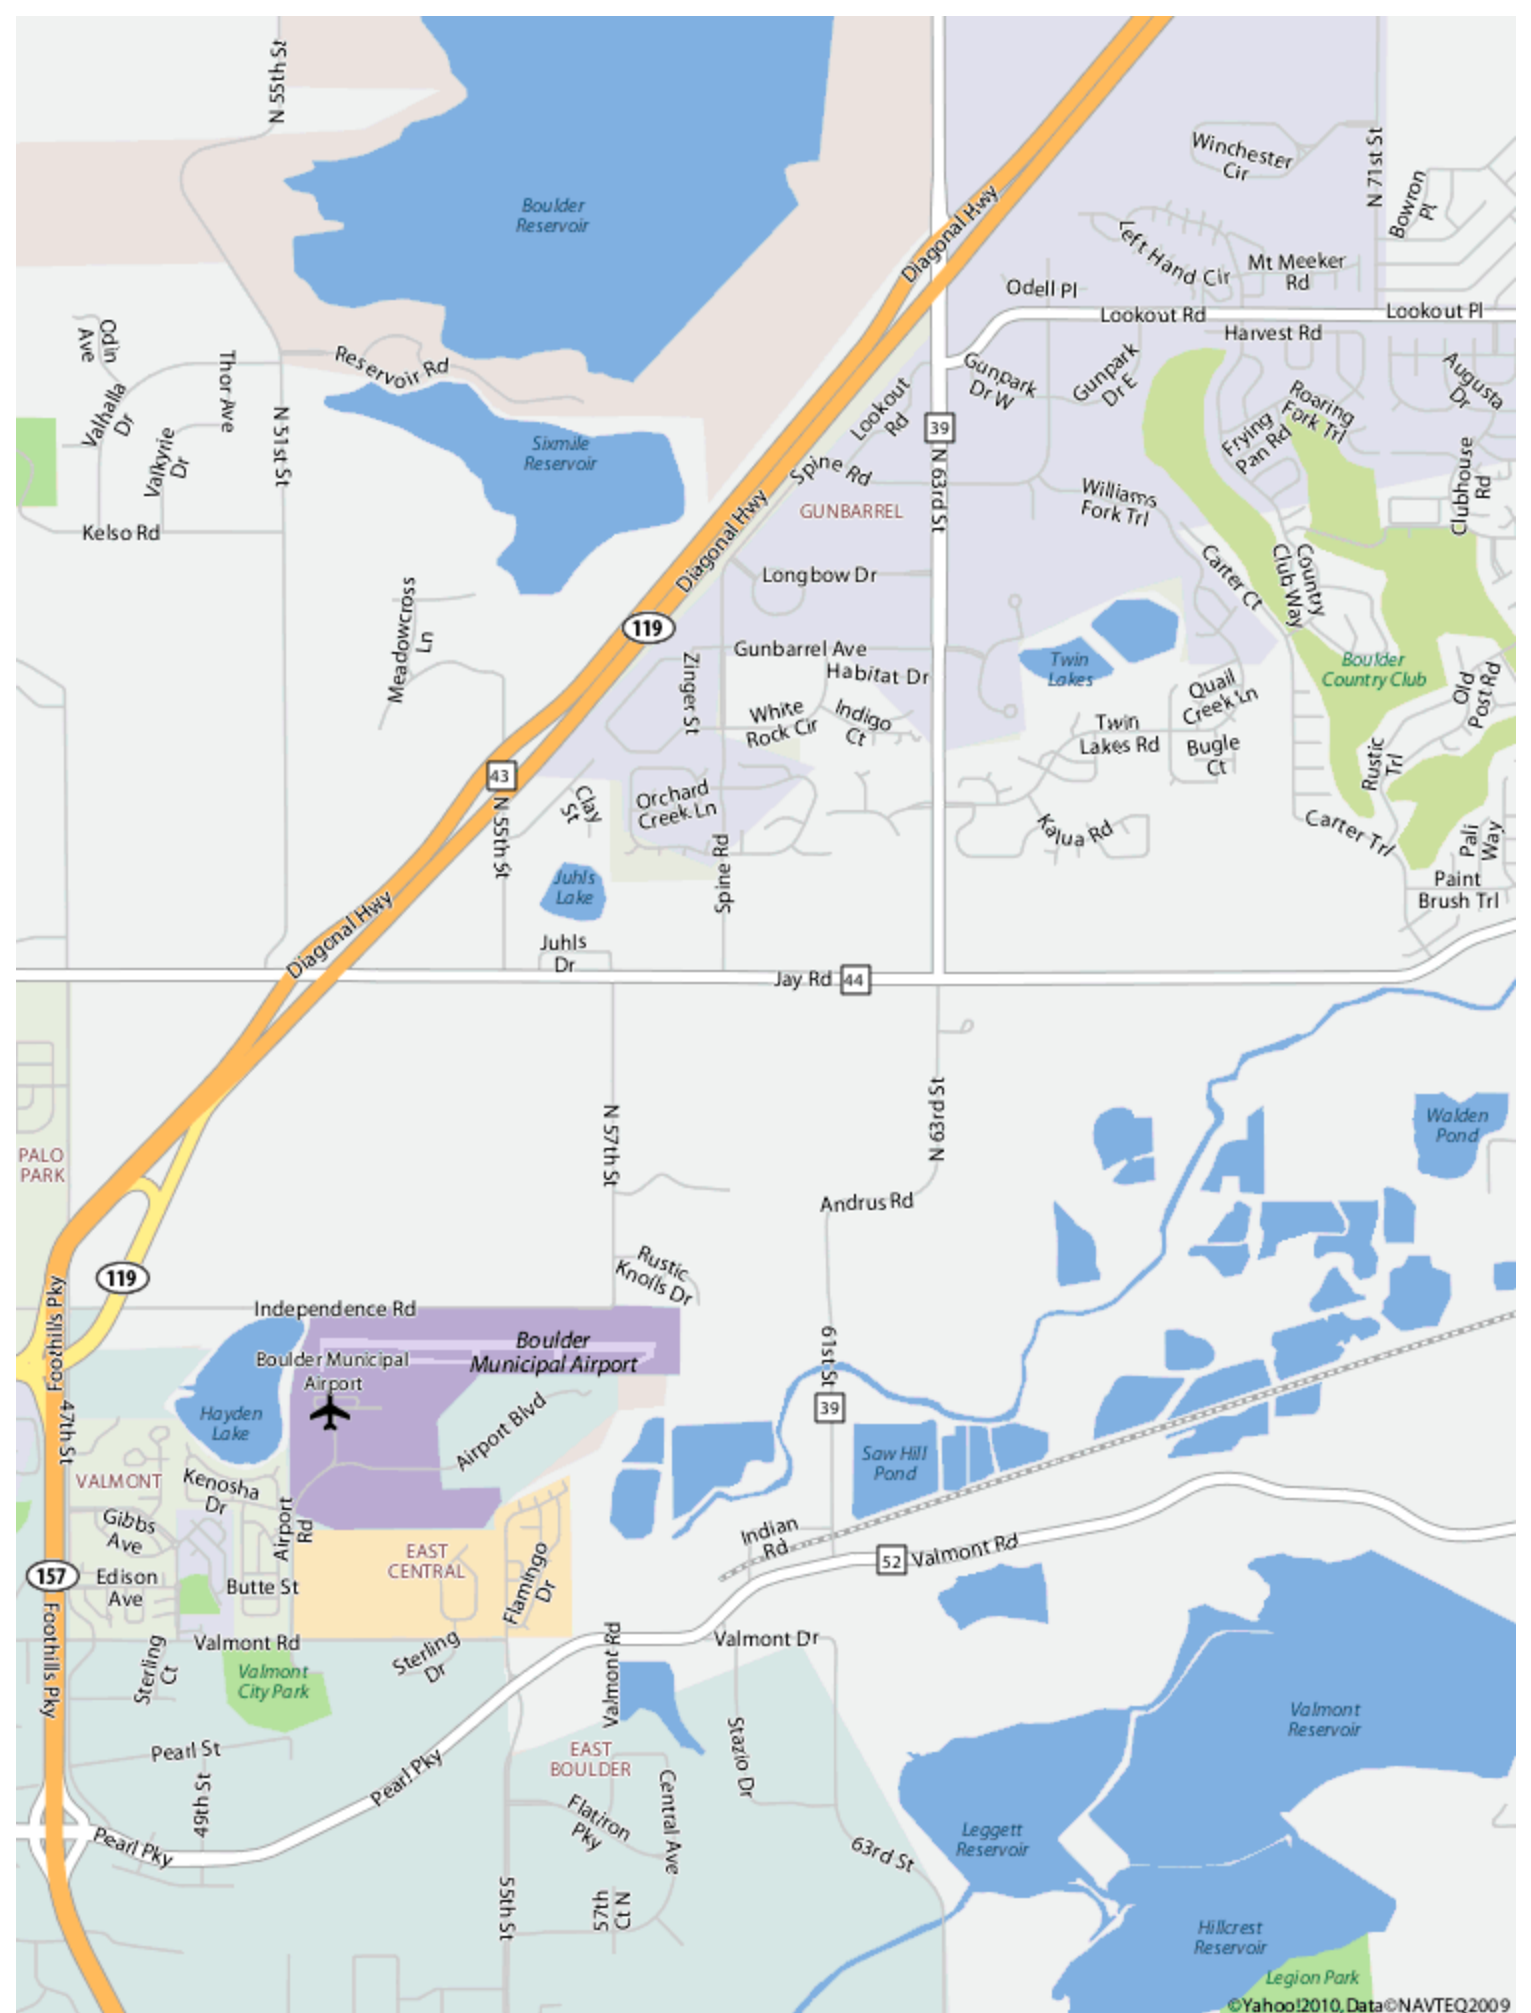 N 55th St
Winchester
Cir
N 71st St
Bowron
Pl
Boulder
Reservoir
Diagonal Hwy
Left Hand Cir
Mt Meeker
Rd
Odell Pl
Lookout Rd
Lookout Pl
Harvest Rd
Odin
Ave
Thor Ave
Reservoir Rd
Valhalla
Dr
Valkyrie
Dr
N 51st St
Gunpark
Dr W
Gunpark
Dr E
Augusta
Dr
Lookout
Rd
39
Roaring
Fork Trl
Frying
Pan Rd
Clubhouse
Rd
Sixmile
Reservoir
Spine Rd
N 63rd St
Williams
Fork Trl
GUNBARREL
Kelso Rd
Diagonal Hwy
Longbow Dr
Carter Ct
Country
Club Way
Meadowcross
Ln
119
Gunbarrel Ave
Habitat Dr
Zinger St
Twin
Lakes
Boulder
Country Club
Quail
Creek Ln
Old
Post Rd
White
Rock Cir
Indigo
Ct
Twin
Lakes Rd
Bugle
Ct
Rustic
Trl
43
N 55th St
Clay
St
Orchard
Creek Ln
Kalua Rd
Carter Trl
Pali
Way
Spine Rd
Juhls
Lake
Paint
Brush Trl
Diagonal Hwy
Juhls
Dr
Jay Rd
44
N 57th St
N 63rd St
Walden
Pond
PALO
PARK
Andrus Rd
Rustic
Knolls Dr
119
Foothills Pky
Independence Rd
Boulder
Municipal Airport
Boulder Municipal
Airport
61st St
39
47th St
Hayden
Lake
Airport Blvd
Saw Hill
Pond
VALMONT
Kenosha
Dr
Gibbs
Ave
Airport
Rd
Indian
Rd
EAST
CENTRAL
52
Valmont Rd
157
Edison
Ave
Butte St
Flamingo
Dr
Foothills Pky
Valmont Rd
Sterling
Ct
Sterling
Dr
Valmont Rd
Valmont Dr
Valmont
City Park
Valmont
Reservoir
Pearl St
EAST
BOULDER
Stazio Dr
49th St
Pearl Pky
Central Ave
Flatiron
Pky
Pearl Pky
63rd St
Leggett
Reservoir
55th St
57th
Ct N
Hillcrest
Reservoir
Legion Park
©Yahoo!2010, Data©NAVTEQ2009